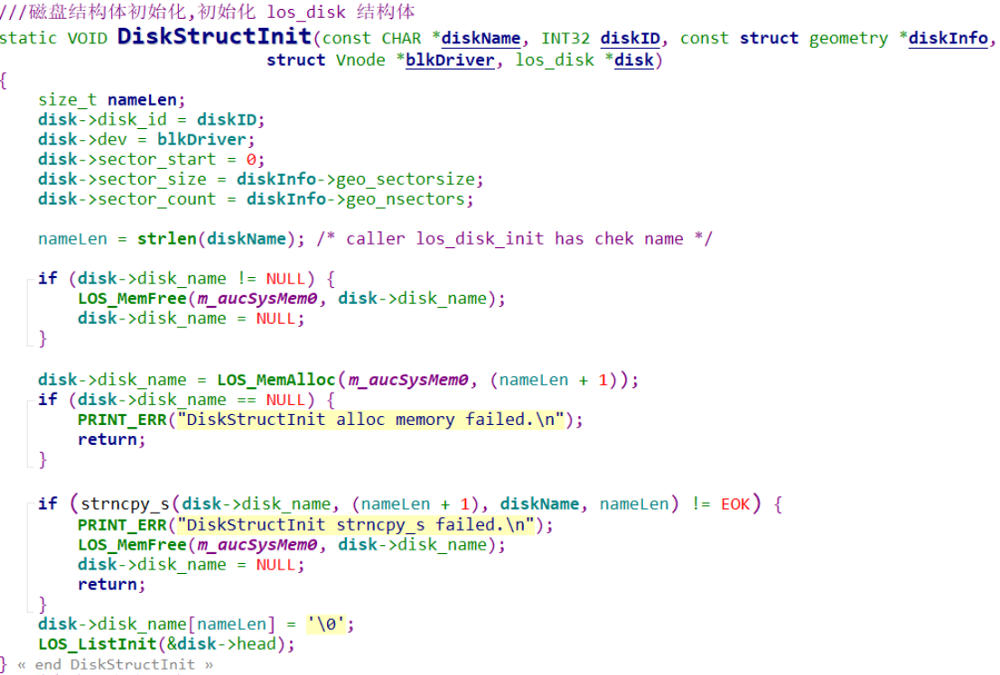 ///磁盘结构体初始化,初始化 los_disk 结构体
static VOID DiskStructInit(const CHAR *diskName, INT32 diskID, const struct geometry *diskInfo,
struct Vnode *blkDriver, los_disk *disk)
{
size_t nameLen;
disk->disk_id = diskID;
disk->dev = blkDriver;
disk->sector_start = 0;
disk->sector_size = diskInfo->geo_sectorsize;
disk->sector_count = diskInfo->geo_nsectors;
nameLen = strlen(diskName); /* caller los_disk_init has chek name */
if (disk->disk_name != NULL) {
LOS_MemFree(m_aucSysMem0, disk->disk_name);
disk->disk_name = NULL;
}
disk->disk_name = LOS_MemAlloc(m_aucSysMem0, (nameLen + 1));
if (disk->disk_name == NULL) {
PRINT_ERR("DiskStructInit alloc memory failed.\n");
return;
}
if (strncpy_s(disk->disk_name, (nameLen + 1), diskName, nameLen) != EOK) {
PRINT_ERR("DiskStructInit strncpy_s failed.\n");
LOS_MemFree(m_aucSysMem0, disk->disk_name);
disk->disk_name = NULL;
return;
}
disk->disk_name[nameLen] = '\0';
LOS_ListInit(&disk->head);
} « end DiskStructInit »